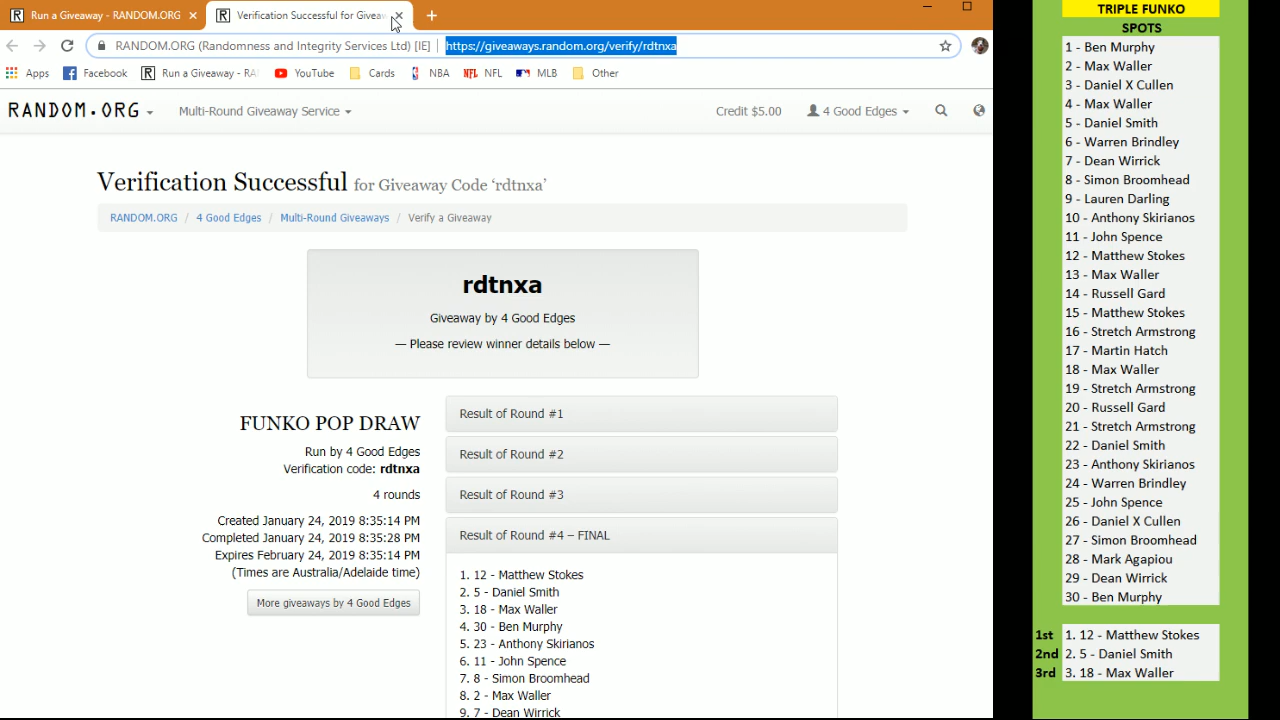 Run a Giveaway - RANDOM.ORG
Verification Successful for Giveaw
RANDOM.ORG (Randomness and Integrity Services Ltd) [IE] | https://giveaways.random.org/verify/rdtnxa
Apps Facebook Run a Giveaway - RA YouTube Cards NBA NFL MLB Other
RANDOM.ORG Multi-Round Giveaway Service Credit $5.00 4 Good Edges
Verification Successful for Giveaway Code ‘rdtnxa’
RANDOM.ORG / 4 Good Edges / Multi-Round Giveaways / Verify a Giveaway
rdtnxa
Giveaway by 4 Good Edges
— Please review winner details below —
FUNKO POP DRAW
Run by 4 Good Edges
Verification code: rdtnxa
4 rounds
Created January 24, 2019 8:35:14 PM
Completed January 24, 2019 8:35:28 PM
Expires February 24, 2019 8:35:14 PM
(Times are Australia/Adelaide time)
More giveaways by 4 Good Edges
Result of Round #1
Result of Round #2
Result of Round #3
Result of Round #4 – FINAL
1. 12 - Matthew Stokes
2. 5 - Daniel Smith
3. 18 - Max Waller
4. 30 - Ben Murphy
5. 23 - Anthony Skirianos
6. 11 - John Spence
7. 8 - Simon Broomhead
8. 2 - Max Waller
9. 7 - Dean Wirrick
TRIPLE FUNKO
SPOTS
1 - Ben Murphy
2 - Max Waller
3 - Daniel X Cullen
4 - Max Waller
5 - Daniel Smith
6 - Warren Brindley
7 - Dean Wirrick
8 - Simon Broomhead
9 - Lauren Darling
10 - Anthony Skirianos
11 - John Spence
12 - Matthew Stokes
13 - Max Waller
14 - Russell Gard
15 - Matthew Stokes
16 - Stretch Armstrong
17 - Martin Hatch
18 - Max Waller
19 - Stretch Armstrong
20 - Russell Gard
21 - Stretch Armstrong
22 - Daniel Smith
23 - Anthony Skirianos
24 - Warren Brindley
25 - John Spence
26 - Daniel X Cullen
27 - Simon Broomhead
28 - Mark Agapiou
29 - Dean Wirrick
30 - Ben Murphy
1st 1. 12 - Matthew Stokes
2nd 2. 5 - Daniel Smith
3rd 3. 18 - Max Waller